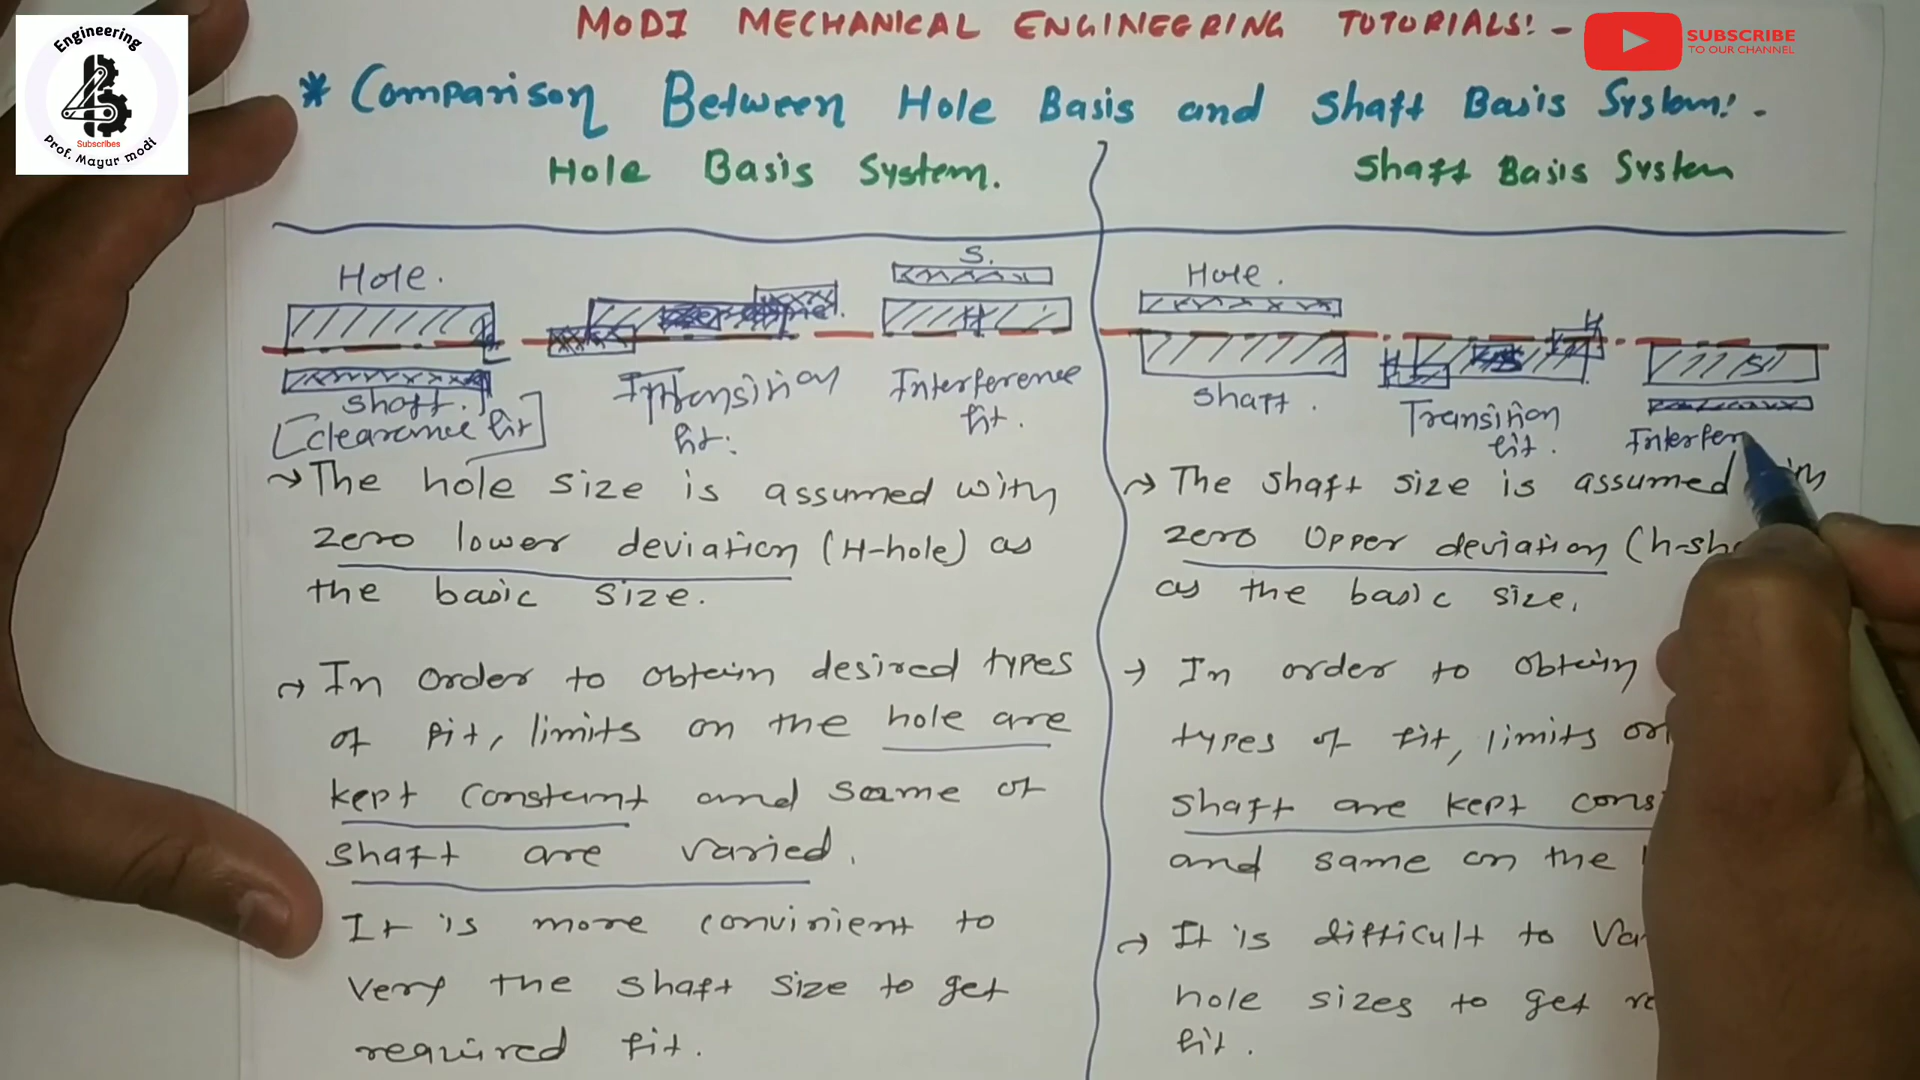 MODI MECHANICAL ENGINEERING TUTORIALS:-
SUBSCRIBE
TO OUR CHANNEL
Engineering
Subscribes
Prof. Mayur modi
* Comparison Between Hole Basis and Shaft Basis System:-
Hole Basis System.
Hole.
shaft.
[clearance fit]
fit.
S.
H
Interference
fit.
→ The hole size is assumed with
zero lower deviation (H-hole) as
the basic size.
→ In order to obtain desired types
of fit, limits on the hole are
kept constant and same of
shaft are varied.
It is more convinient to
very the shaft size to get
required fit.
Shaft Basis System
Hole.
shaft.
H
H
Transition
fit.
S
Interfer
→ The shaft size is assumed
zero Upper deviation (h-sh
as the basic size.
→ In order to obtain
types of fit, limits on
shaft are kept cons
and same on the
→ It is difficult to va
hole sizes to get re
fit.